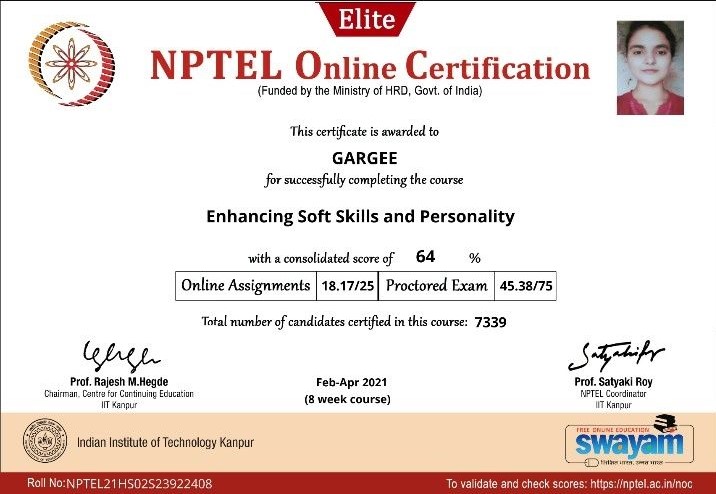 Elite
NPTEL Online Certification
(Funded by the Ministry of HRD, Govt. of India)
This certificate is awarded to
GARGEE
for successfully completing the course
Enhancing Soft Skills and Personality
with a consolidated score of 64 %
Online Assignments 18.17/25 Proctored Exam 45.38/75
Total number of candidates certified in this course: 7339
Prof. Rajesh M.Hegde
Chairman, Centre for Continuing Education
IIT Kanpur
Feb-Apr 2021
(8 week course)
Prof. Satyaki Roy
NPTEL Coordinator
IIT Kanpur
Indian Institute of Technology Kanpur
FREE ONLINE EDUCATION
swayam
शिक्षित भारत, उन्नत भारत
Roll No:NPTEL21HS02S23922408
To validate and check scores: https://nptel.ac.in/noc